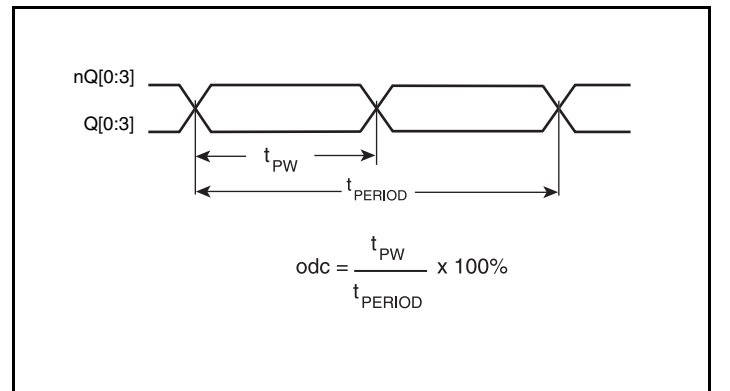 nQ[0:3]
Q[0:3]
tPW
tPERIOD
odc = tPW / tPERIOD x 100%